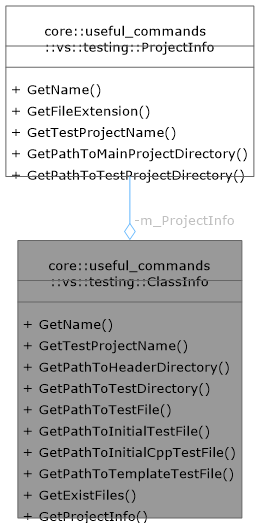 core::useful_commands
::vs::testing::ProjectInfo
+ GetName()
+ GetFileExtension()
+ GetTestProjectName()
+ GetPathToMainProjectDirectory()
+ GetPathToTestProjectDirectory()
-m_ProjectInfo
core::useful_commands
::vs::testing::ClassInfo
+ GetName()
+ GetTestProjectName()
+ GetPathToHeaderDirectory()
+ GetPathToTestDirectory()
+ GetPathToTestFile()
+ GetPathToInitialTestFile()
+ GetPathToInitialCppTestFile()
+ GetPathToTemplateTestFile()
+ GetExistFiles()
+ GetProjectInfo()